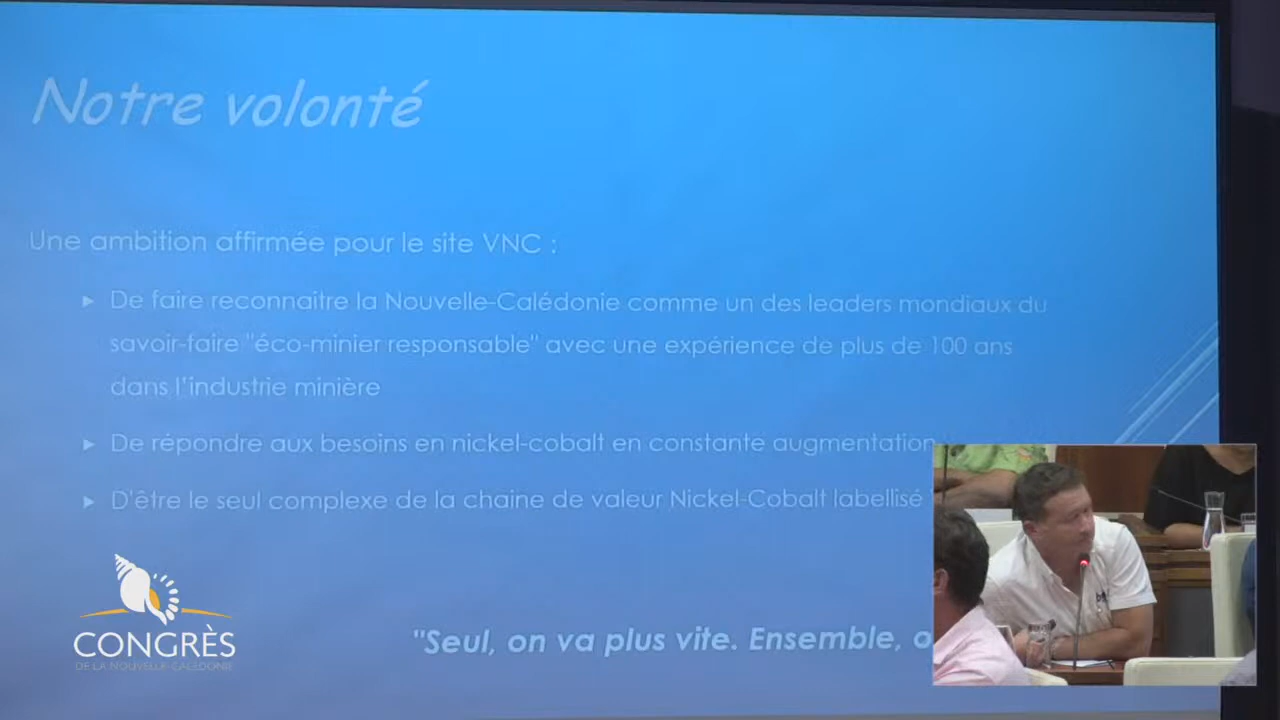 Notre volonté
Une ambition affirmée pour le site VNC :
De faire reconnaitre la Nouvelle-Calédonie comme un des leaders mondiaux du
savoir-faire "éco-minier responsable" avec une expérience de plus de 100 ans
dans l'industrie minière
De répondre aux besoins en nickel-cobalt en constante augmentation
D'être le seul complexe de la chaine de valeur Nickel-Cobalt labellisé
"Seul, on va plus vite. Ensemble, o
CONGRÈS
DE LA NOUVELLE-CALÉDONIE